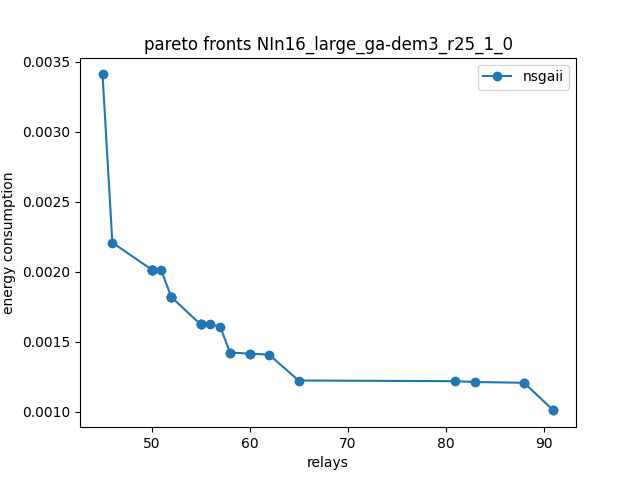 pareto fronts NIn16_large_ga-dem3_r25_1_0
nsgaii
energy consumption
0.0035
0.0030
0.0025
0.0020
0.0015
0.0010
50 60 70 80 90
relays